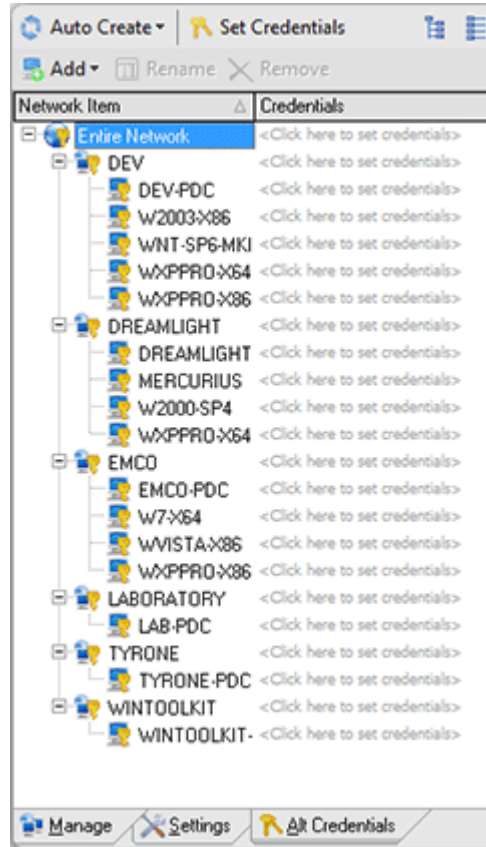 Auto Create Set Credentials
Add Rename Remove
Network Item Credentials
Entire Network <Click here to set credentials>
DEV <Click here to set credentials>
DEV-PDC <Click here to set credentials>
W2003-X86 <Click here to set credentials>
WNT-SP6-MKI <Click here to set credentials>
WXPPRO-X64 <Click here to set credentials>
WXPPRO-X86 <Click here to set credentials>
DREAMLIGHT <Click here to set credentials>
DREAMLIGHT <Click here to set credentials>
MERCURIUS <Click here to set credentials>
W2000-SP4 <Click here to set credentials>
WXPPRO-X64 <Click here to set credentials>
EMCO <Click here to set credentials>
EMCO-PDC <Click here to set credentials>
W7-X64 <Click here to set credentials>
WVISTA-X86 <Click here to set credentials>
WXPPRO-X86 <Click here to set credentials>
LABORATORY <Click here to set credentials>
LAB-PDC <Click here to set credentials>
TYRONE <Click here to set credentials>
TYRONE-PDC <Click here to set credentials>
WINTOOLKIT <Click here to set credentials>
WINTOOLKIT- <Click here to set credentials>
Manage Settings Alt Credentials